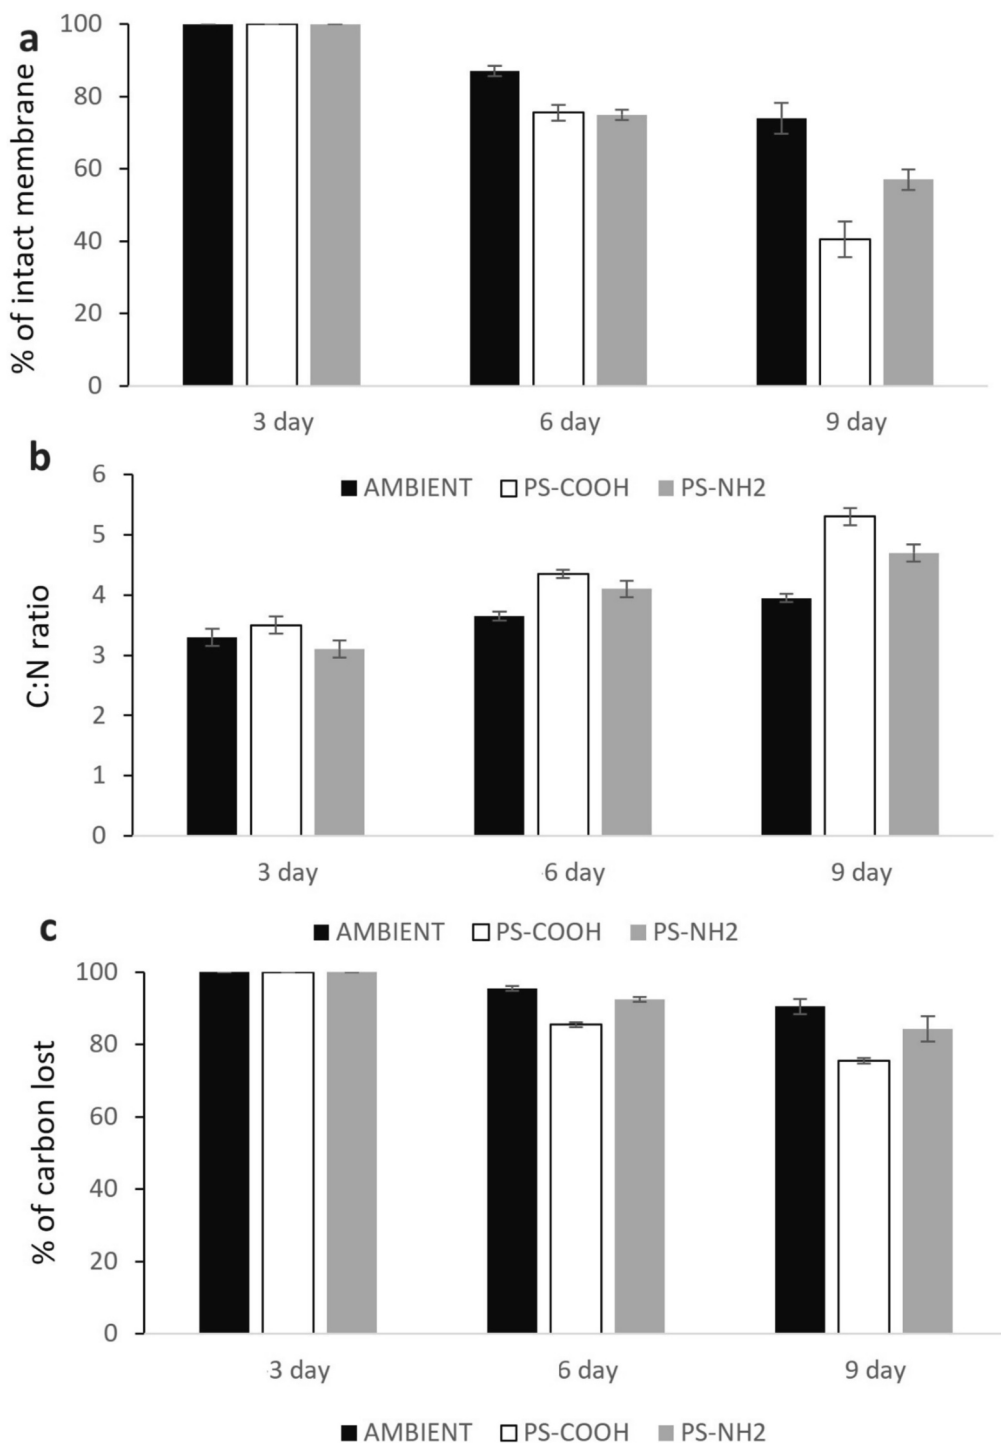 a
% of intact membrane
100
80
60
40
20
0
3 day
6 day
9 day
AMBIENT PS-COOH PS-NH2
b
C:N ratio
6
5
4
3
2
1
0
3 day
6 day
9 day
AMBIENT PS-COOH PS-NH2
c
% of carbon lost
100
80
60
40
20
0
3 day
6 day
9 day
AMBIENT PS-COOH PS-NH2